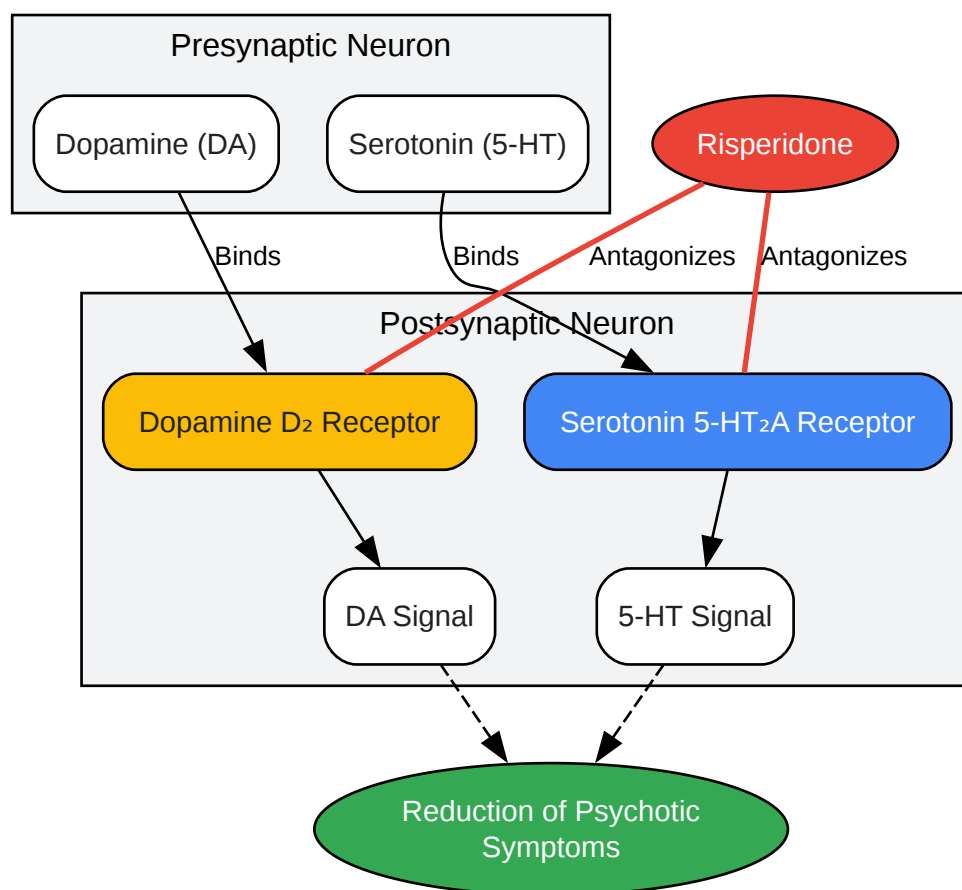 Presynaptic Neuron
Dopamine (DA)
Serotonin (5-HT)
Risperidone
Binds
Binds
Antagonizes
Antagonizes
Postsynaptic Neuron
Dopamine D₂ Receptor
Serotonin 5-HT₂A Receptor
DA Signal
5-HT Signal
Reduction of Psychotic
Symptoms